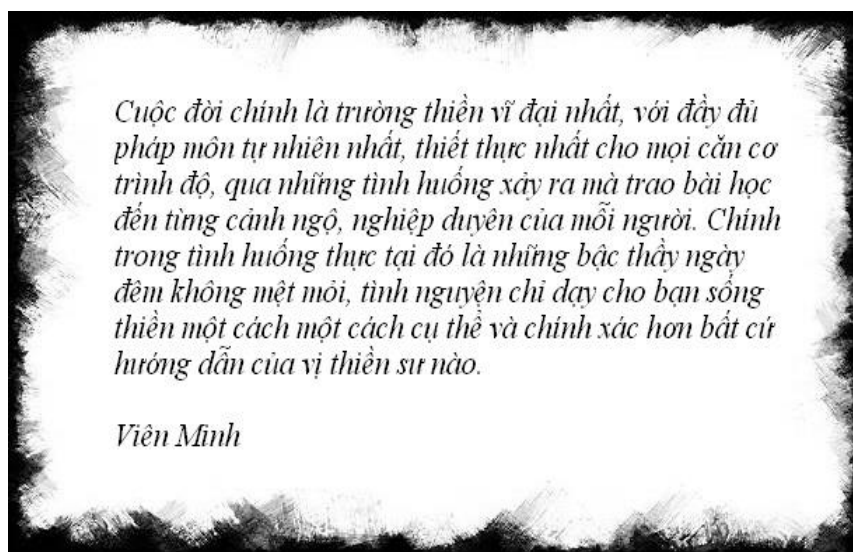 Cuộc đời chính là trường thiền vĩ đại nhất, với đầy đủ
pháp môn tự nhiên nhất, thiết thực nhất cho mọi căn cơ
trình độ, qua những tình huống xảy ra mà trao bài học
đến từng cảnh ngộ, nghiệp duyên của mỗi người. Chính
trong tình huống thực tại đó là những bậc thầy ngày
đêm không mệt mỏi, tình nguyện chỉ dạy cho bạn sống
thiền một cách một cách cụ thể và chính xác hơn bất cứ
hướng dẫn của vị thiền sư nào.
Viên Minh